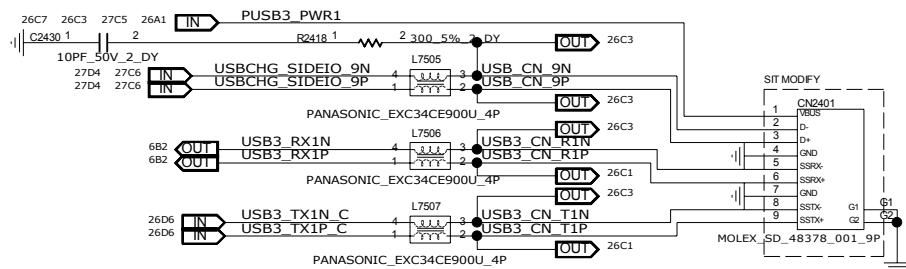 26C7 26C3 27C5 26A1 IN PUSB3_PWR1
C2430 1 2 R2418 1 300_5%_2_DY OUT 26C3
10PF_50V_2_DY
L7505
27D4 27C6 IN USBCHG_SIDEIO_9N 4 3 USB_CN_9N
27D4 27C6 IN USBCHG_SIDEIO_9P 1 2 USB_CN_9P
OUT 26C3
PANASONIC_EXC34CE900U_4P
OUT 26C3
L7506
6B2 OUT USB3_RX1N 4 3 USB3_CN_R1N
6B2 OUT USB3_RX1P 1 2 USB3_CN_R1P
OUT 26C1
PANASONIC_EXC34CE900U_4P
OUT 26C3
L7507
26D6 IN USB3_TX1N_C 4 3 USB3_CN_T1N
26D6 IN USB3_TX1P_C 1 2 USB3_CN_T1P
OUT 26C1
PANASONIC_EXC34CE900U_4P
SIT MODIFY
CN2401
1 VBUS
2 D-
3 D+
4 GND
5 SSRX-
6 SSRX+
7 GND
8 SSTX- G1 G1
9 SSTX+ G2 G2
MOLEX_SD_48378_001_9P